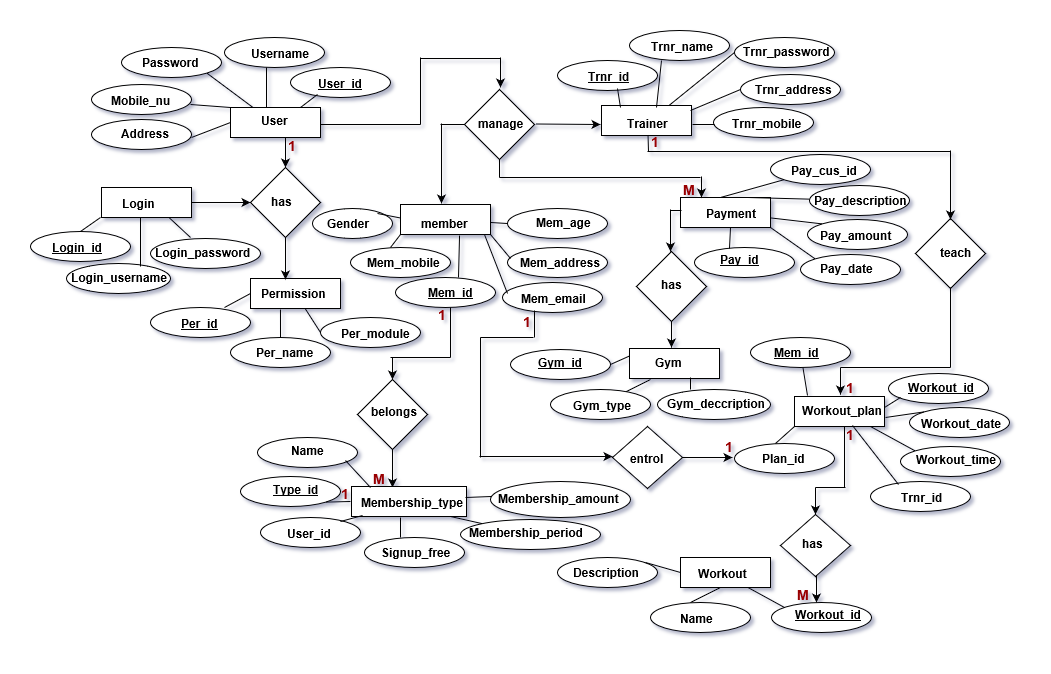 Username
Trnr_name
Trnr_password
Password
User_id
Trnr_id
Trnr_address
Mobile_nu
User
manage
Trainer
Trnr_mobile
Address
1
1
Pay_cus_id
M
Login
has
Gender
member
Mem_age
Payment
Pay_description
Pay_amount
Login_id
Login_password
Mem_mobile
Mem_address
Pay_id
Pay_date
teach
Login_username
Permission
Mem_id
Mem_email
has
Per_id
Per_module
1
1
Per_name
Gym_id
Gym
Mem_id
belongs
Gym_type
Gym_deccription
1
Workout_id
Workout_plan
Workout_date
1
Name
M
entrol
1
Plan_id
Workout_time
Type_id
1
Membership_type
Membership_amount
Trnr_id
User_id
Membership_period
Signup_free
has
Description
Workout
M
Name
Workout_id